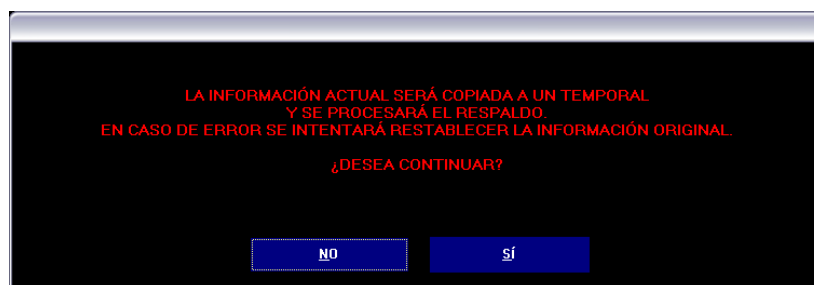 LA INFORMACIÓN ACTUAL SERÁ COPIADA A UN TEMPORAL
Y SE PROCESARÁ EL RESPALDO.
EN CASO DE ERROR SE INTENTARÁ RESTABLECER LA INFORMACIÓN ORIGINAL.
¿DESEA CONTINUAR?
NO SÍ